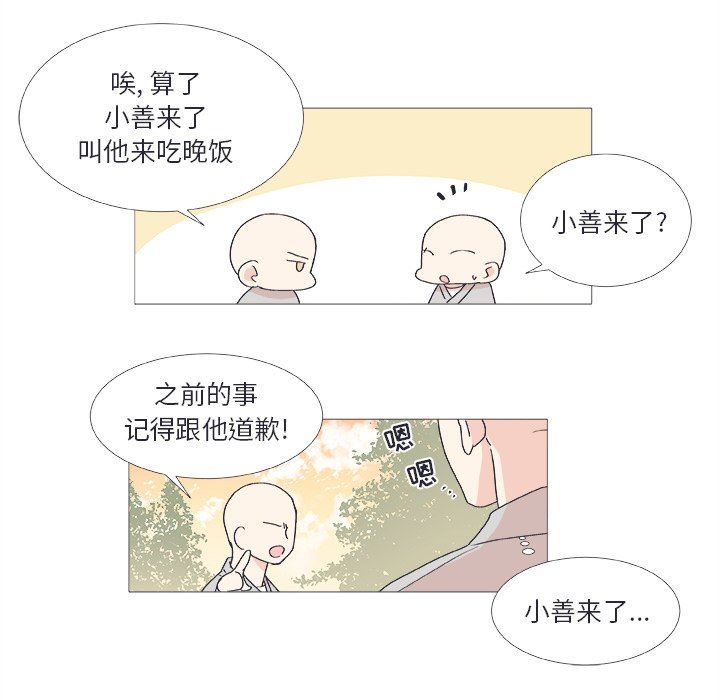 唉, 算了
小善来了
叫他来吃晚饭
小善来了?
之前的事
记得跟他道歉!
嗯
嗯
小善来了...